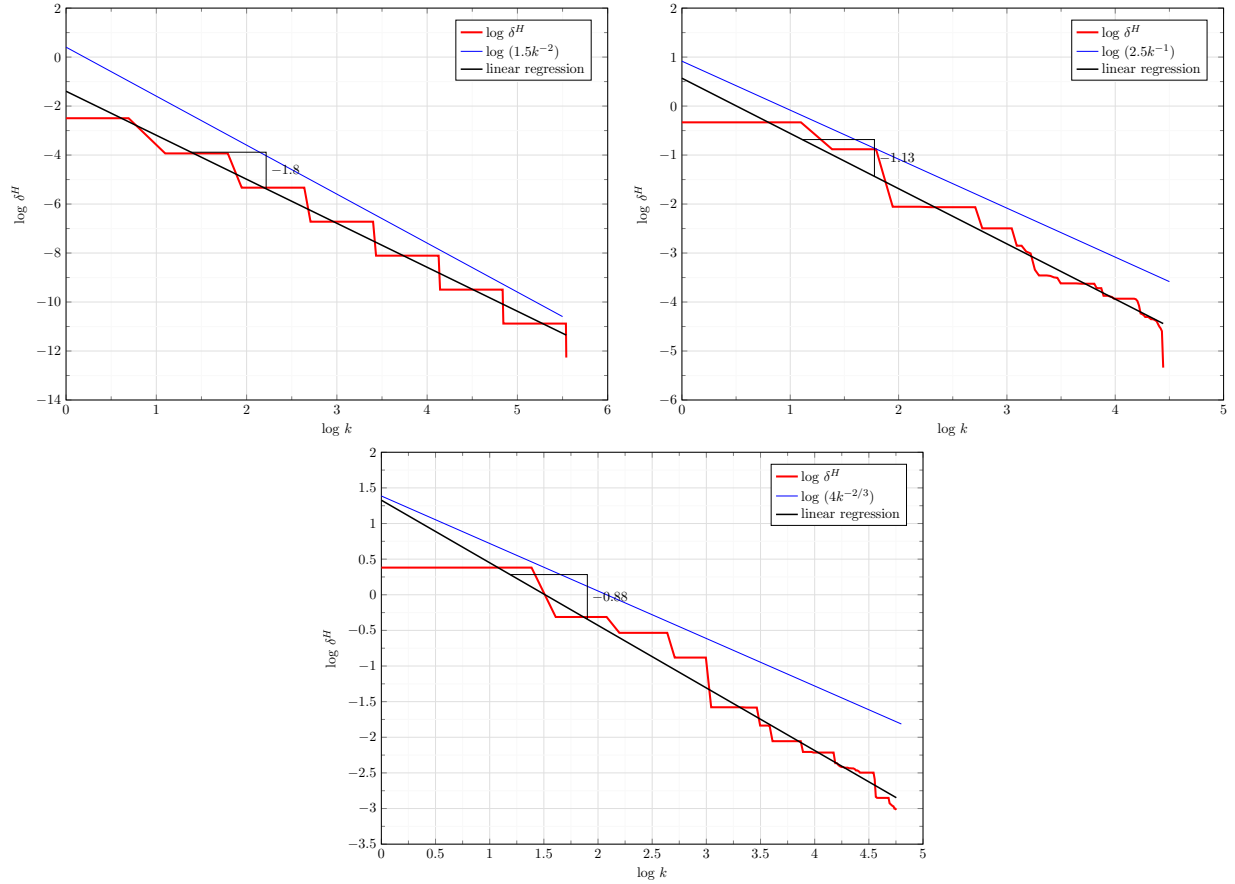 log δ^H
log (1.5k^{−2})
linear regression
−1.8
2
0
−2
−4
−6
−8
−10
−12
−14
0 1 2 3 4 5 6
log k
log δ^H
log δ^H
log (2.5k^{−1})
linear regression
−1.13
2
1
0
−1
−2
−3
−4
−5
−6
0 1 2 3 4 5
log k
log δ^H
log δ^H
log (4k^{−2/3})
linear regression
−0.88
2
1.5
1
0.5
0
−0.5
−1
−1.5
−2
−2.5
−3
−3.5
0 0.5 1 1.5 2 2.5 3 3.5 4 4.5 5
log k
log δ^H